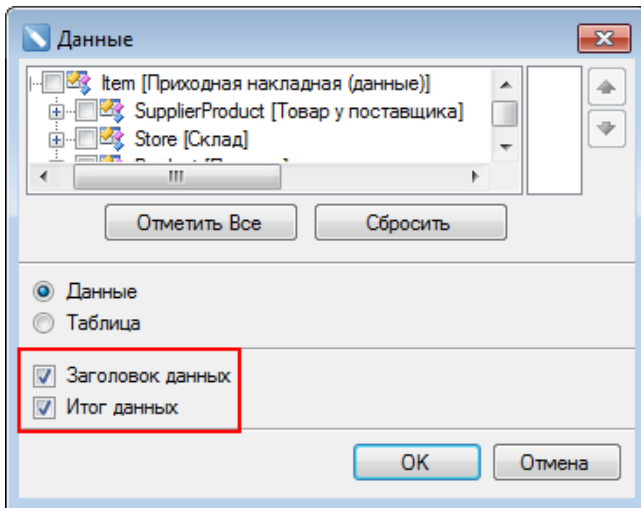 Данные
Item [Приходная накладная (данные)]
SupplierProduct [Товар у поставщика]
Store [Склад]
Отметить Все
Сбросить
Данные
Таблица
Заголовок данных
Итог данных
OK
Отмена